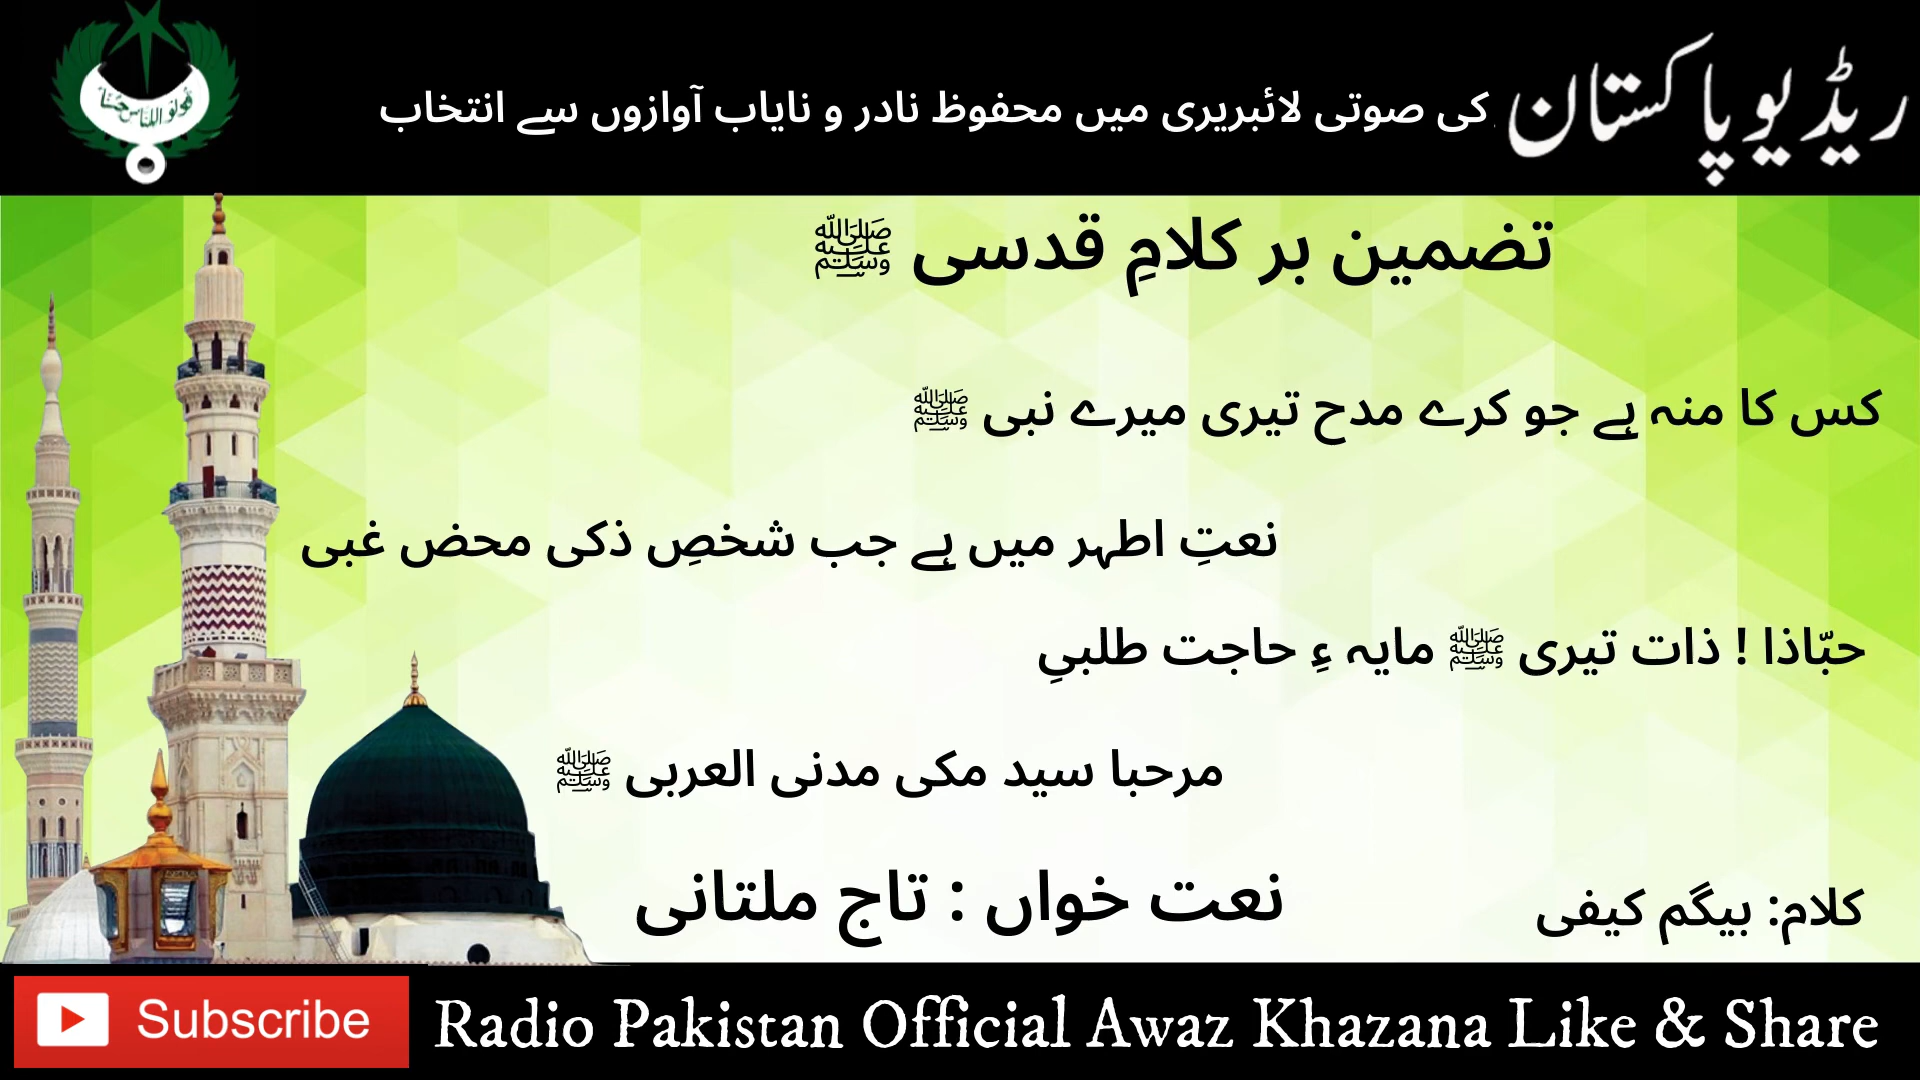 ریڈیو پاکستان کی صوتی لائبریری میں محفوظ نادر و نایاب آوازوں سے انتخاب
قولو اللناس حسناً
تضمین بر کلامِ قدسی ﷺ
کس کا منہ ہے جو کرے مدح تیری میرے نبی ﷺ
نعتِ اطہر میں ہے جب شخصِ ذکی محض غبی
حبّاذا ! ذات تیری ﷺ مایہ ءِ حاجت طلبیِ
مرحبا سید مکی مدنی العربی ﷺ
کلام: بیگم کیفی
نعت خواں : تاج ملتانی
Subscribe
Radio Pakistan Official Awaz Khazana Like & Share